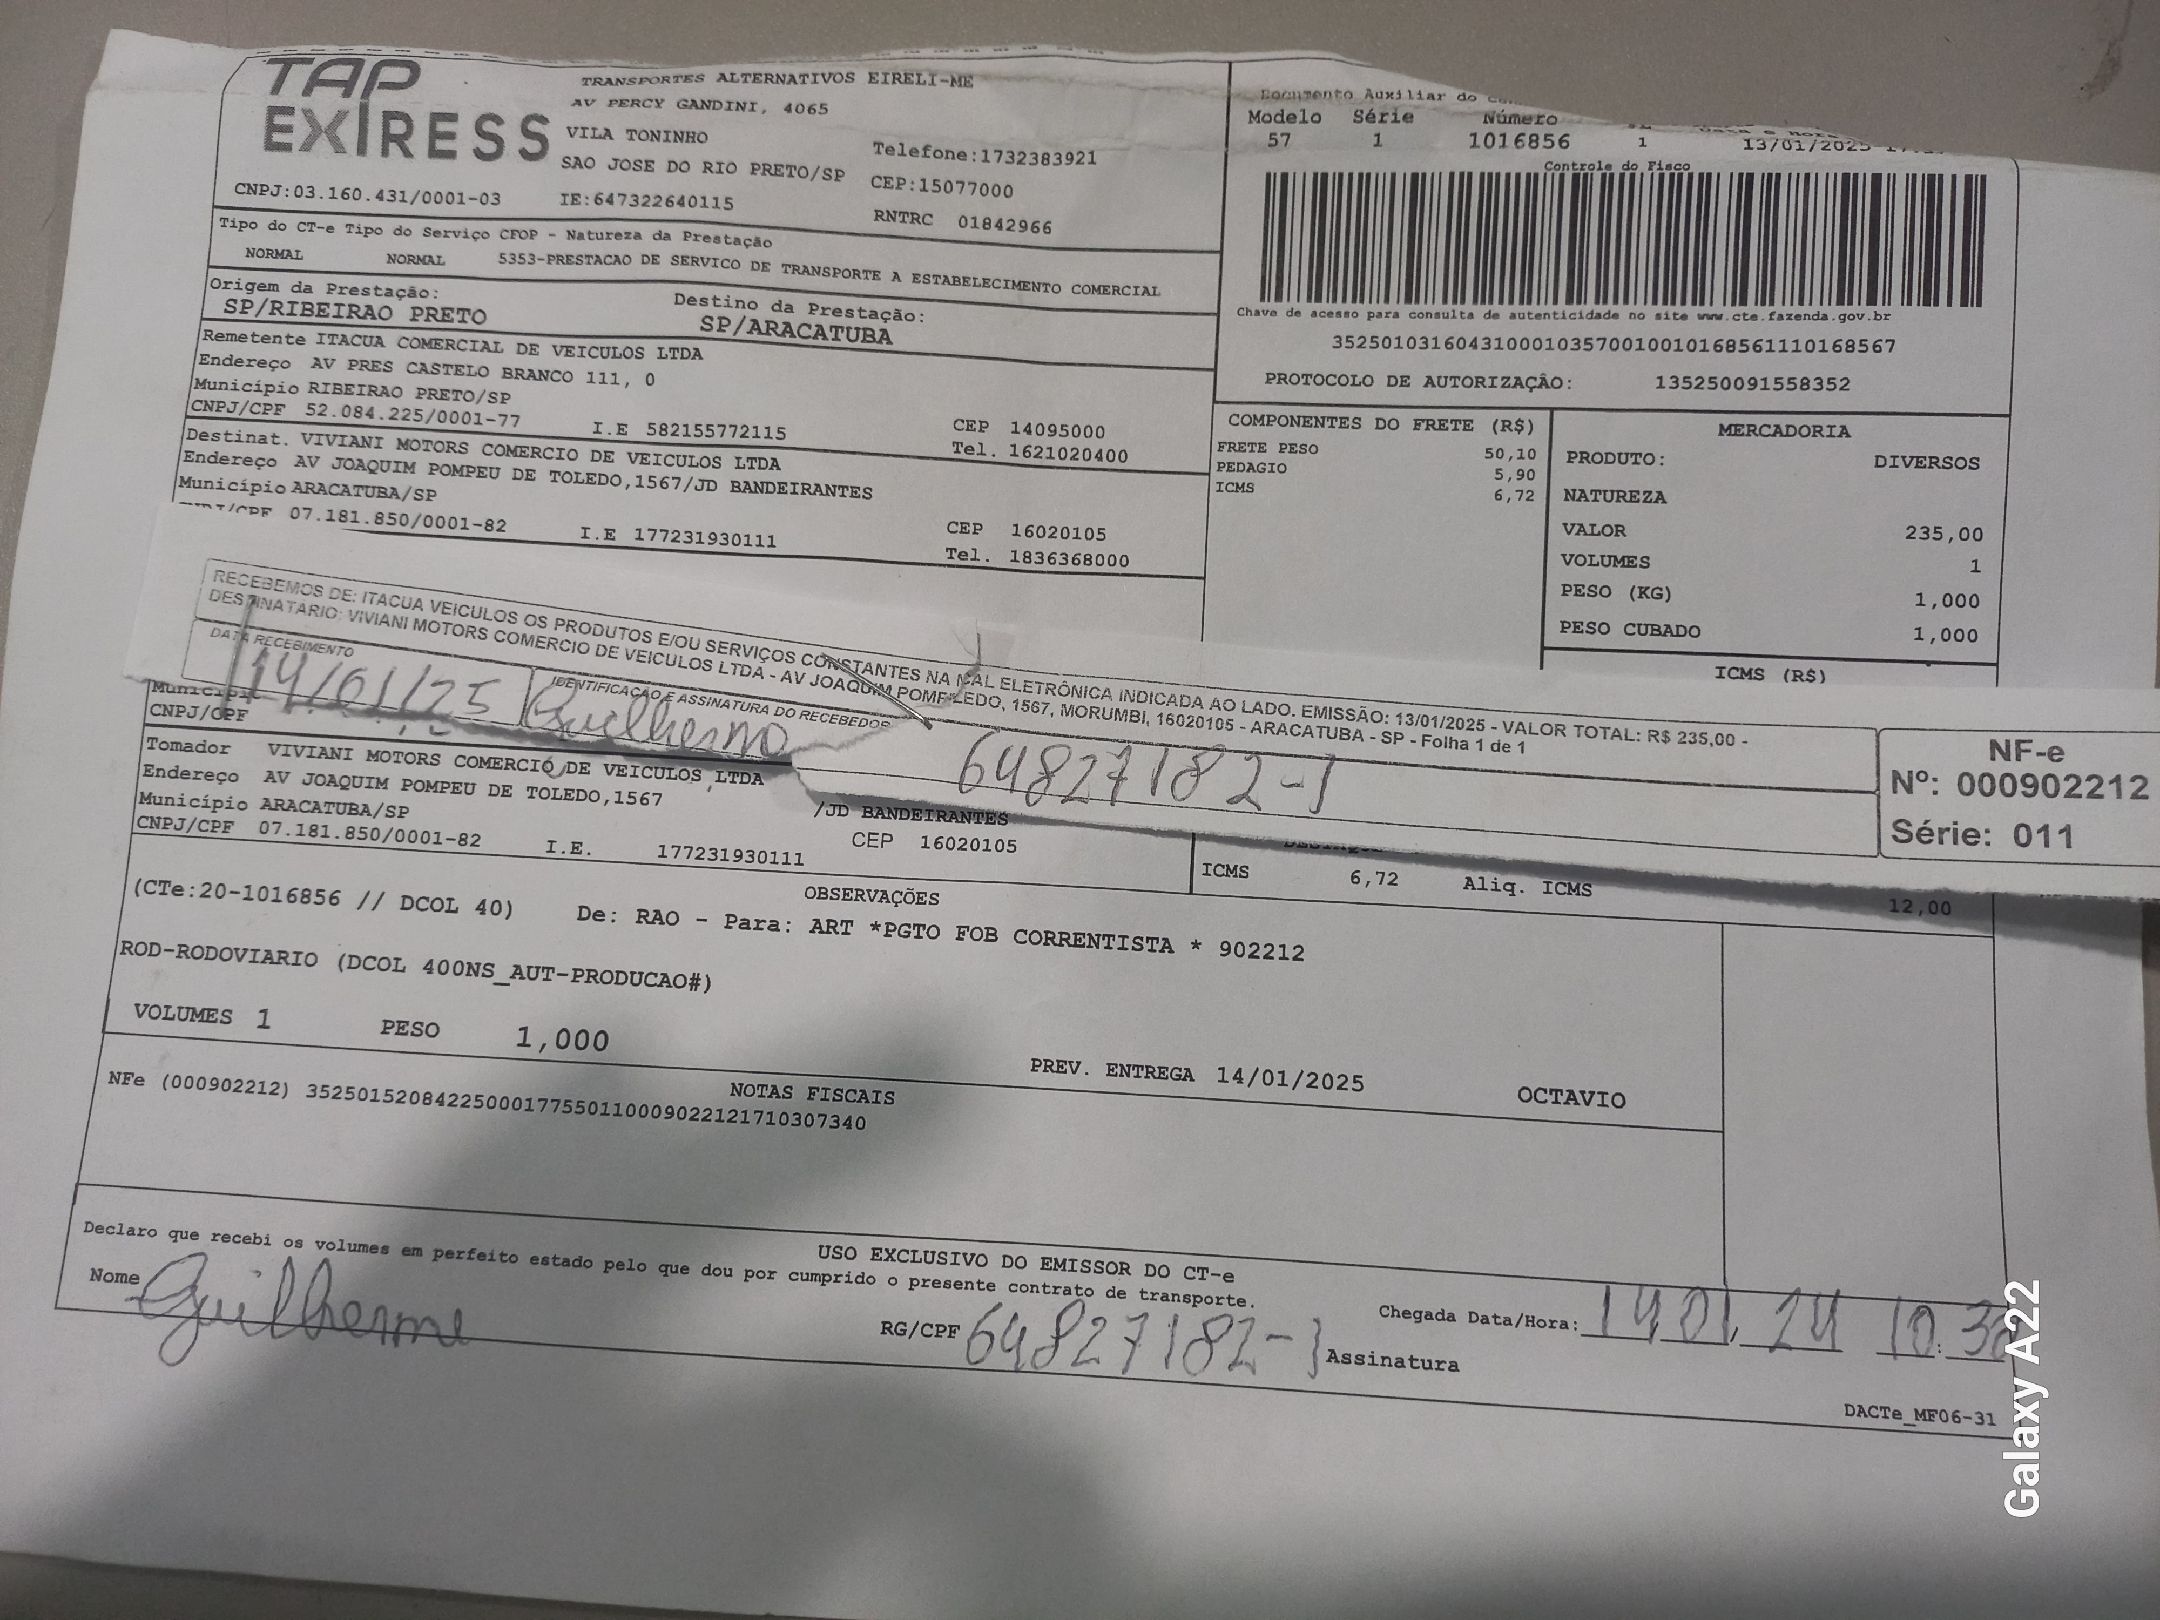 TAP
EXIRESS
TRANSPORTES ALTERNATIVOS EIRELI-ME
AV PERCY GANDINI, 4065
VILA TONINHO
SAO JOSE DO RIO PRETO/SP
Telefone:1732383921
CEP:15077000
CNPJ:03.160.431/0001-03 IE:647322640115 RNTRC 01842966
Tipo do CT-e Tipo do Serviço CFOP - Natureza da Prestação
NORMAL NORMAL 5353-PRESTACAO DE SERVICO DE TRANSPORTE A ESTABELECIMENTO COMERCIAL
Origem da Prestação: Destino da Prestação:
SP/RIBEIRAO PRETO SP/ARACATUBA
Remetente ITACUA COMERCIAL DE VEICULOS LTDA
Endereço AV PRES CASTELO BRANCO 111, 0
Município RIBEIRAO PRETO/SP CEP 14095000
CNPJ/CPF 52.084.225/0001-77 I.E 582155772115 Tel. 1621020400
Destinat. VIVIANI MOTORS COMERCIO DE VEICULOS LTDA
Endereço AV JOAQUIM POMPEU DE TOLEDO,1567/JD BANDEIRANTES
Município ARACATUBA/SP CEP 16020105
07.181.850/0001-82 I.E 177231930111 Tel. 1836368000
Documento Auxiliar do
Modelo Série Número
57 1 1016856 1 13/01/2025
Controle do Fisco
Chave de acesso para consulta de autenticidade no site www.cte.fazenda.gov.br
35250103160431000103570010010168561110168567
PROTOCOLO DE AUTORIZAÇÃO: 135250091558352
COMPONENTES DO FRETE (R$)
FRETE PESO 50,10
PEDAGIO 5,90
ICMS 6,72
MERCADORIA
PRODUTO: DIVERSOS
NATUREZA
VALOR 235,00
VOLUMES 1
PESO (KG) 1,000
PESO CUBADO 1,000
ICMS (R$)
RECEBEMOS DE: ITACUA VEICULOS OS PRODUTOS E/OU SERVIÇOS CONSTANTES NA ELETRÔNICA INDICADA AO LADO. EMISSÃO: 13/01/2025 - VALOR TOTAL: R$ 235,00 -
DESTINATÁRIO: VIVIANI MOTORS COMERCIO DE VEICULOS LTDA - AV JOAQUIM 1567, MORUMBI, 16020105 - ARACATUBA - SP - Folha 1 de 1
DATA RECEBIMENTO IDENTIFICAÇÃO E ASSINATURA DO RECEBEDOR
14/01/25 Guilherme 64827182-1
NF-e
Nº: 000902212
Série: 011
CNPJ/CPF
Tomador VIVIANI MOTORS COMERCIO DE VEICULOS LTDA
Endereço AV JOAQUIM POMPEU DE TOLEDO,1567 /JD BANDEIRANTES
Município ARACATUBA/SP CEP 16020105
CNPJ/CPF 07.181.850/0001-82 I.E. 177231930111
ICMS 6,72 Aliq. ICMS 12,00
OBSERVAÇÕES
(CTe:20-1016856 // DCOL 40) De: RAO - Para: ART *PGTO FOB CORRENTISTA * 902212
ROD-RODOVIARIO (DCOL 400NS_AUT-PRODUCAO#)
VOLUMES 1 PESO 1,000 PREV. ENTREGA 14/01/2025 OCTAVIO
NOTAS FISCAIS
NFe (000902212) 35250152084225000177550110009022121710307340
USO EXCLUSIVO DO EMISSOR DO CT-e
Declaro que recebi os volumes em perfeito estado pelo que dou por cumprido o presente contrato de transporte.
Nome Guilherme RG/CPF 64827182-1 Assinatura
Chegada Data/Hora: 14 01, 24 10:30
DACTe_MF06-31
Galaxy A22